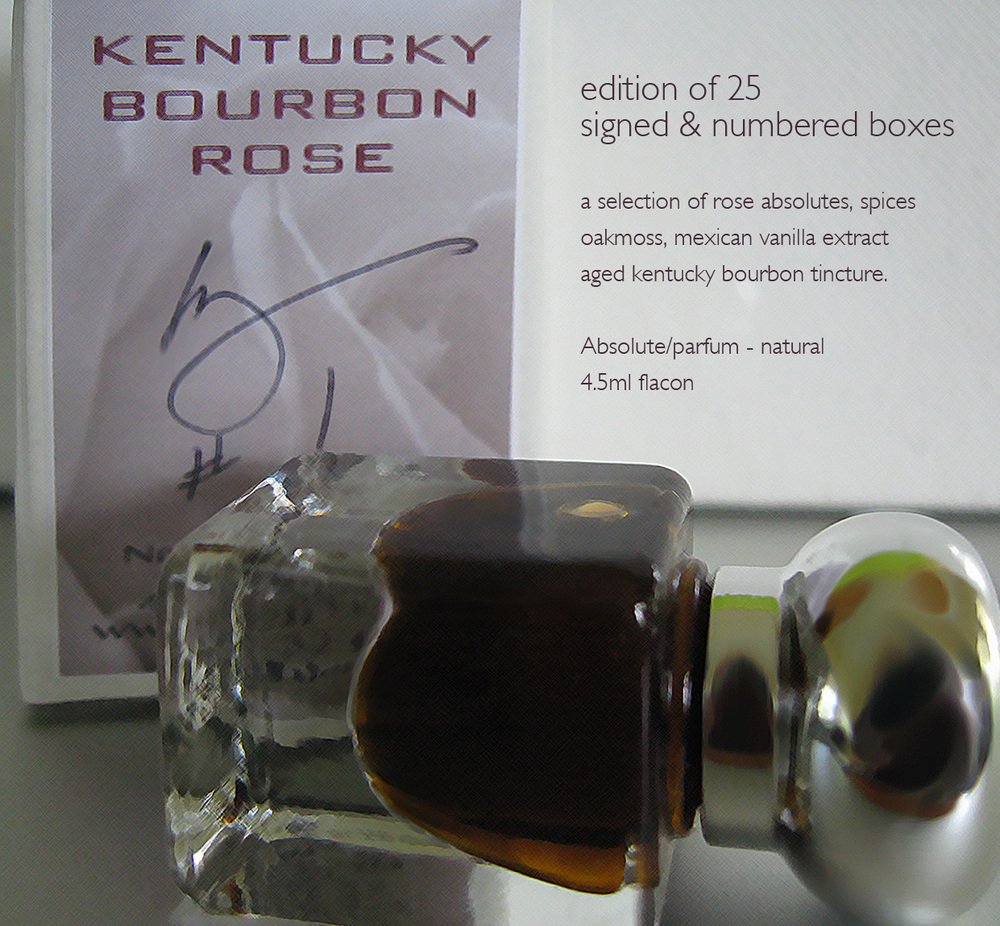 KENTUCKY
BOURBON
ROSE
#1
edition of 25
signed & numbered boxes
a selection of rose absolutes, spices
oakmoss, mexican vanilla extract
aged kentucky bourbon tincture.
Absolute/parfum - natural
4.5ml flacon